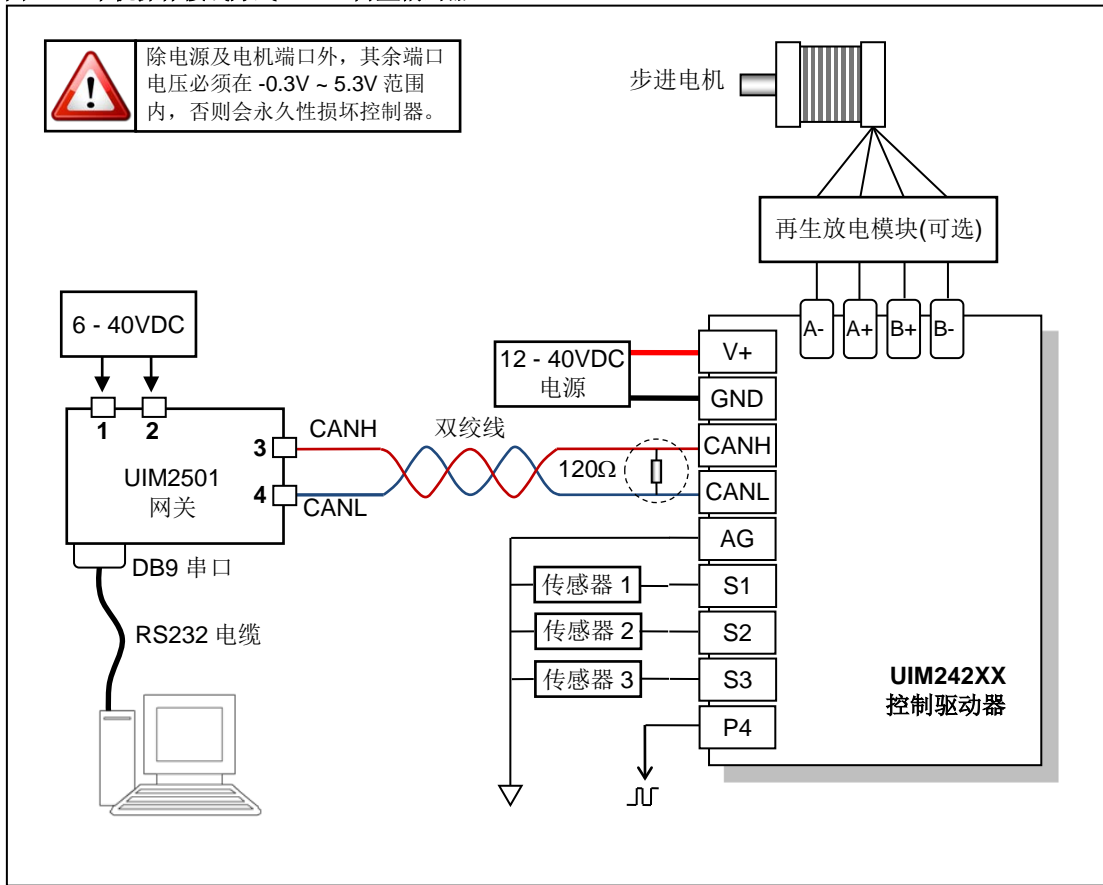 除电源及电机端口外，其余端口
电压必须在 -0.3V ~ 5.3V 范围
内，否则会永久性损坏控制器。
步进电机
再生放电模块(可选)
A-
A+
B+
B-
6 - 40VDC
1
2
UIM2501
网关
3
4
CANH
CANL
双绞线
120Ω
12 - 40VDC
电源
V+
GND
CANH
CANL
AG
S1
S2
S3
P4
传感器 1
传感器 2
传感器 3
DB9 串口
RS232 电缆
UIM242XX
控制驱动器